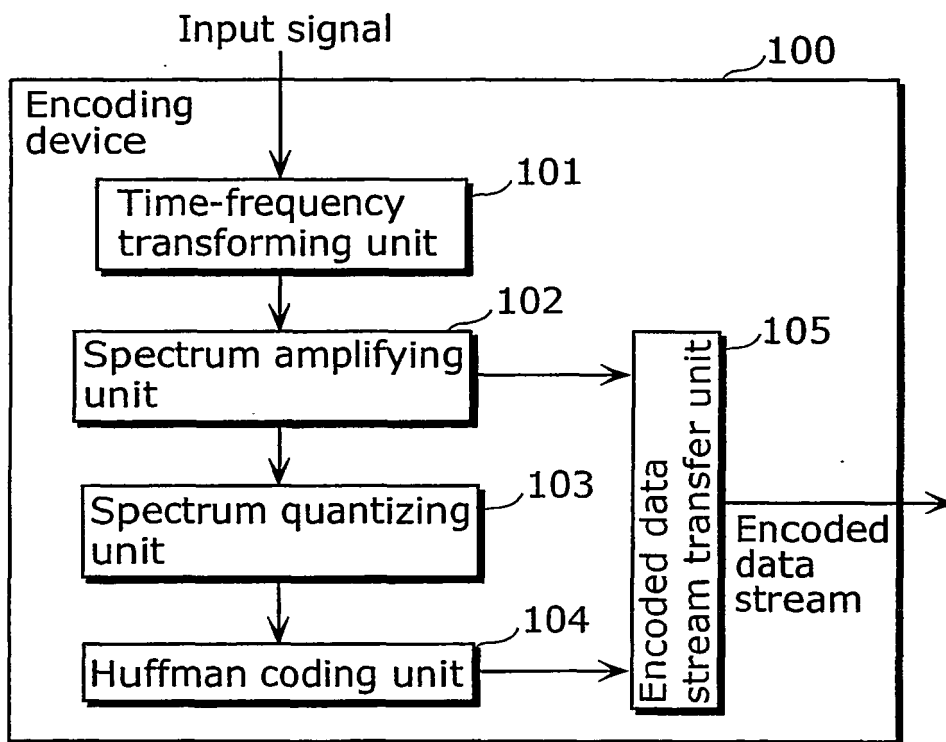 Input signal
100
Encoding
device
101
Time-frequency
transforming unit
102
Spectrum amplifying
unit
105
Encoded data
stream transfer unit
103
Spectrum quantizing
unit
Encoded
data
stream
104
Huffman coding unit